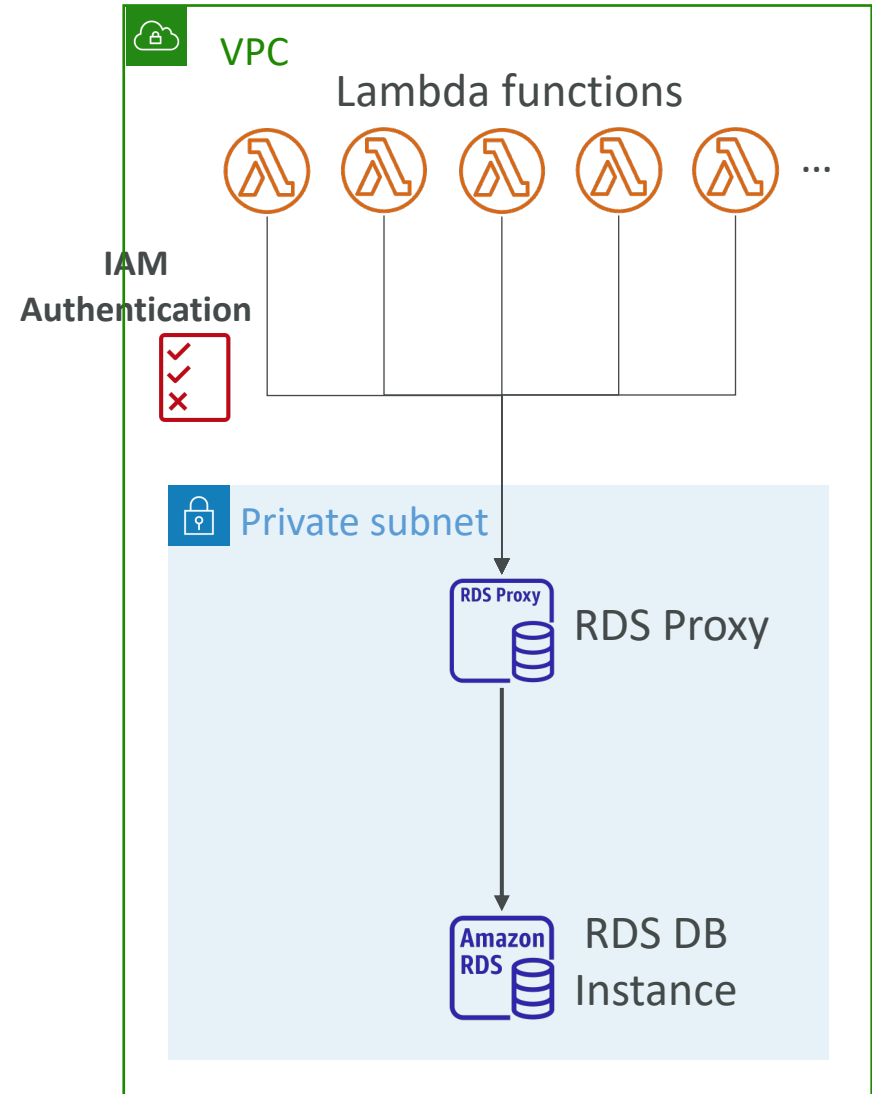 VPC
Lambda functions
...
IAM
Authentication
Private subnet
RDS Proxy
RDS Proxy
Amazon
RDS
RDS DB
Instance